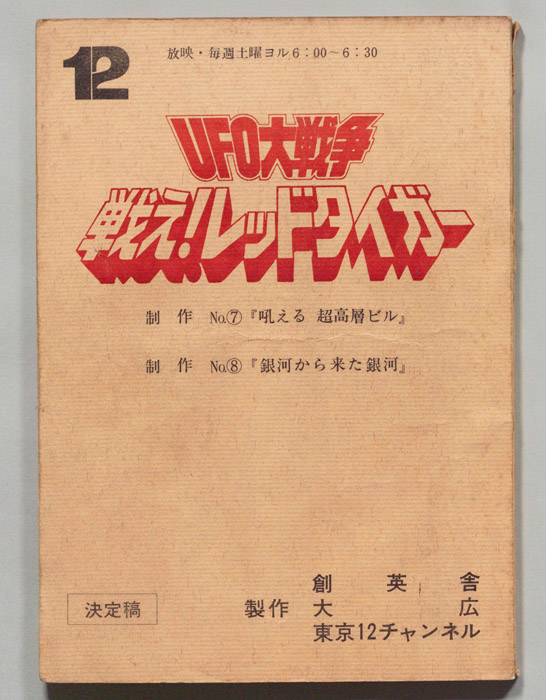 12
放映・毎週土曜ヨル6：00～6：30
UFO大戦争
戦え!レッドタイガー
制作 No.⑦『吼える 超高層ビル』
制作 No.⑧『銀河から来た銀河』
創英舎
製作 大広
東京12チャンネル
決定稿